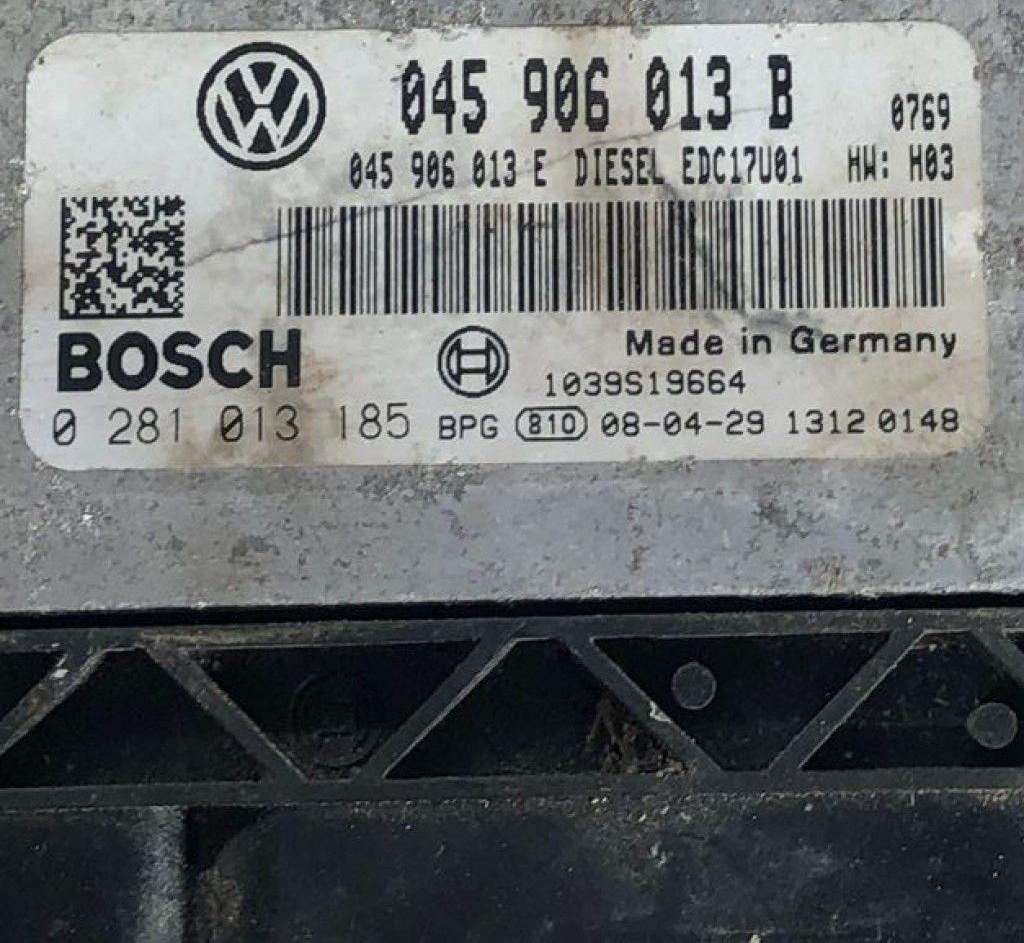 045 906 013 B 0769
045 906 013 E DIESEL EDC17U01 HW: H03
BOSCH
Made in Germany
1039S19664
0 281 013 185 BPG 810 08-04-29 1312 0148